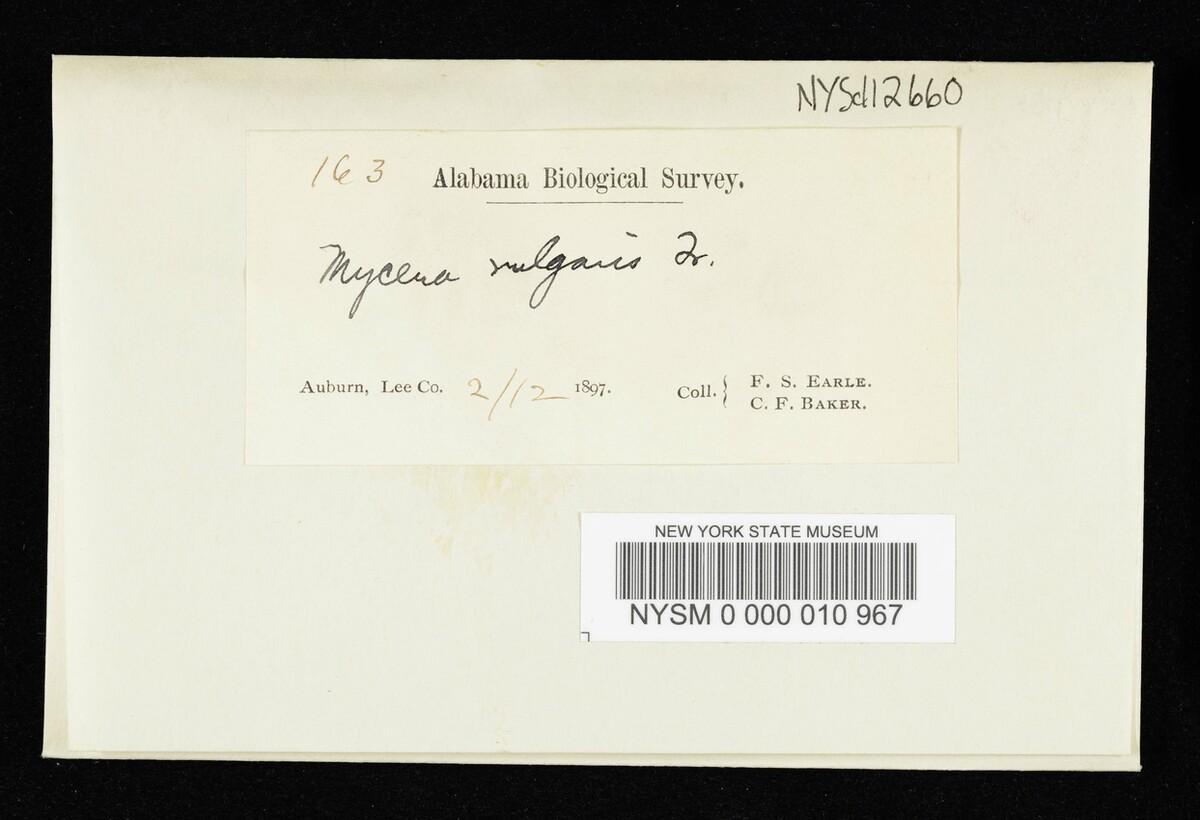 NYSd12660
163 Alabama Biological Survey.
Mycena vulgaris Fr.
Auburn, Lee Co. 2/12 1897. Coll. { F. S. EARLE.
C. F. BAKER.
NEW YORK STATE MUSEUM
NYSM 0 000 010 967